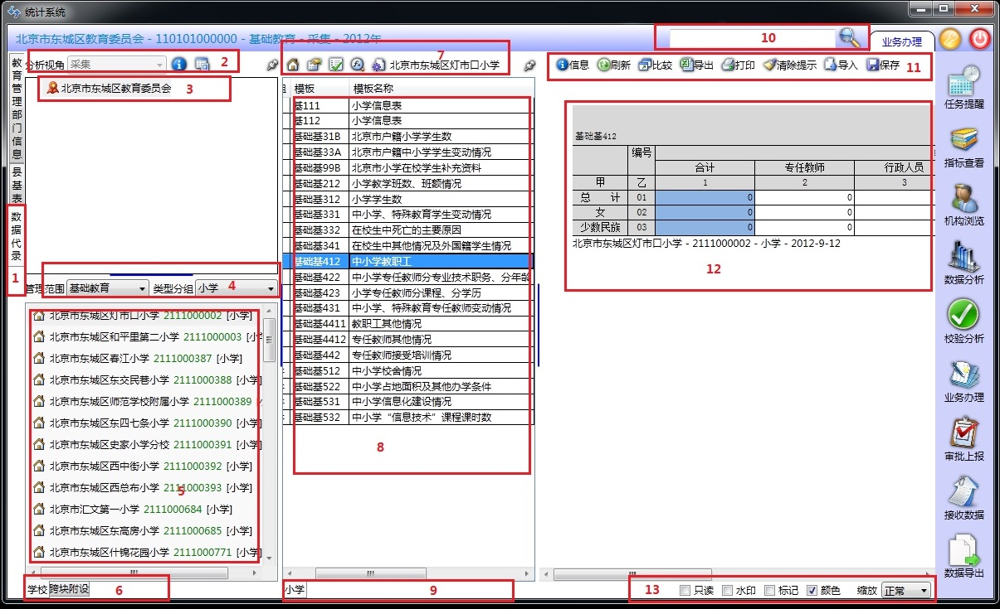 统计系统
北京市东城区教育委员会 - 110101000000 - 基础教育 - 采集 - 2012年
10
业务办理
教育管理部门信息
县基表
数据代录
1
分析视角 采集 2
北京市东城区教育委员会 3
管理范围 基础教育 类型分组 小学 4
北京市东城区灯市口小学 2111000002 [小学]
北京市东城区和平里第二小学 2111000003 [小学
北京市东城区春江小学 2111000387 [小学]
北京市东城区东交民巷小学 2111000388 [小学]
北京市东城区师范学校附属小学 2111000389 [
北京市东城区东四七条小学 2111000390 [小学]
北京市东城区史家小学分校 2111000391 [小学]
北京市东城区西中街小学 2111000392 [小学]
北京市东城区西总布小学 2111000393 [小学]
5
北京市汇文第一小学 2111000684 [小学]
北京市东城区东高房小学 2111000685 [小学]
北京市东城区什锦花园小学 2111000771 [小学
学校 跨块附设 6
7
北京市东城区灯市口小学
组 模板 模板名称
基111 小学信息表
基112 小学信息表
基础基31B 北京市户籍小学学生数
基础基33A 北京市户籍中小学学生变动情况
基础基99B 北京市小学在校学生补充资料
基础基212 小学教学班数、班额情况
基础基312 小学学生数
基础基331 中小学、特殊教育学生变动情况
基础基332 在校生中死亡的主要原因
基础基341 在校生中其他情况及外国籍学生情况
基础基412 中小学教职工
基础基422 中小学专任教师分专业技术职务、分年龄
基础基423 小学专任教师分课程、分学历
基础基431 中小学、特殊教育专任教师变动情况
基础基4411 教职工其他情况
基础基4412 专任教师其他情况
基础基442 专任教师接受培训情况
基础基512 中小学校舍情况
基础基522 中小学占地面积及其他办学条件
基础基531 中小学信息化建设情况
基础基532 中小学“信息技术”课程课时数
8
小学 9
信息 刷新 比较 导出 打印 清除提示 导入 保存 11
基础基412
编号
合计 专任教师 行政人员
甲 乙 1 2 3
总 计 01 0 0
女 02 0 0
少数民族 03 0 0
北京市东城区灯市口小学 - 2111000002 - 小学 - 2012-9-12
12
13 只读 水印 标记 颜色 缩放 正常
任务提醒
指标查看
机构浏览
数据分析
校验分析
业务办理
审批上报
接收数据
数据导出